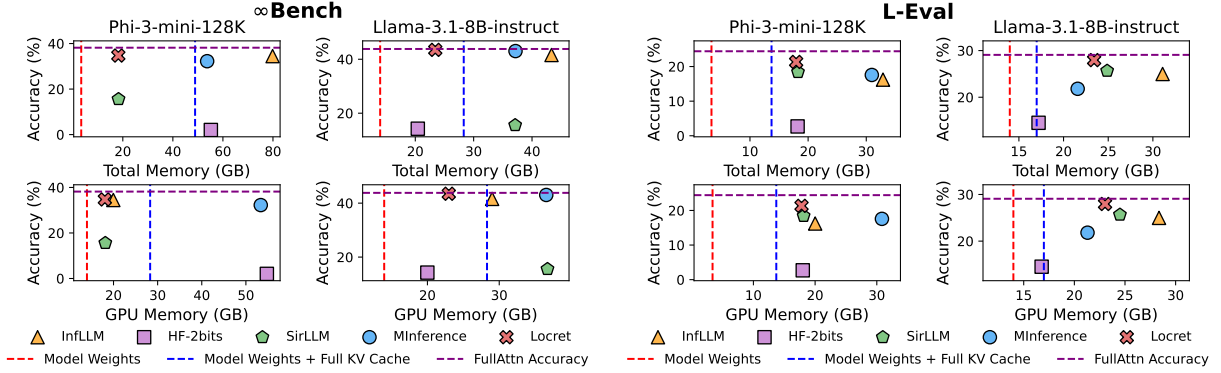 ∞Bench
L-Eval
Phi-3-mini-128K
Llama-3.1-8B-instruct
Phi-3-mini-128K
Llama-3.1-8B-instruct
Accuracy (%)
40
20
0
20 40 60 80
Total Memory (GB)
Accuracy (%)
40
20
20 30 40
Total Memory (GB)
Accuracy (%)
20
10
0
10 20 30
Total Memory (GB)
Accuracy (%)
30
20
15 20 25 30
Total Memory (GB)
Accuracy (%)
40
20
0
20 30 40 50
GPU Memory (GB)
Accuracy (%)
40
20
20 30
GPU Memory (GB)
Accuracy (%)
20
10
0
10 20 30
GPU Memory (GB)
Accuracy (%)
30
20
15 20 25 30
GPU Memory (GB)
InfLLM HF-2bits SirLLM MInference Locret
Model Weights Model Weights + Full KV Cache FullAttn Accuracy
InfLLM HF-2bits SirLLM MInference Locret
Model Weights Model Weights + Full KV Cache FullAttn Accuracy